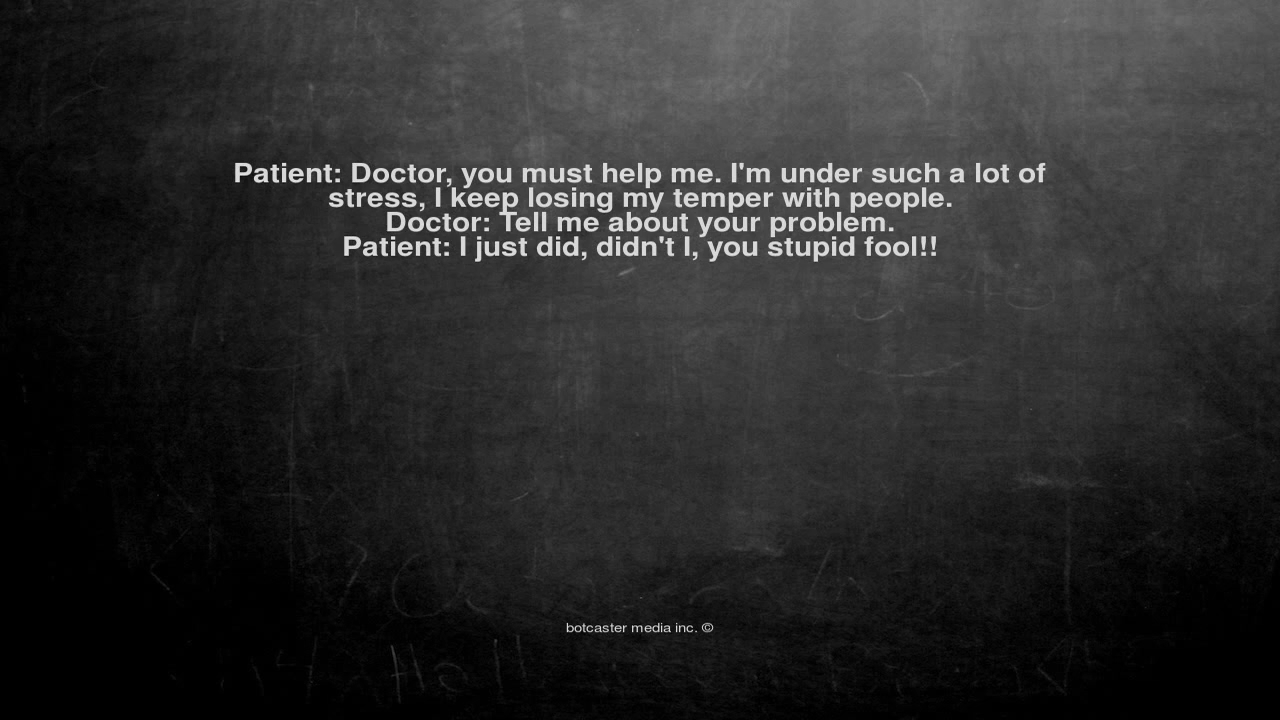 Patient: Doctor, you must help me. I'm under such a lot of
stress, I keep losing my temper with people.
Doctor: Tell me about your problem.
Patient: I just did, didn't I, you stupid fool!!
botcaster media inc. ©